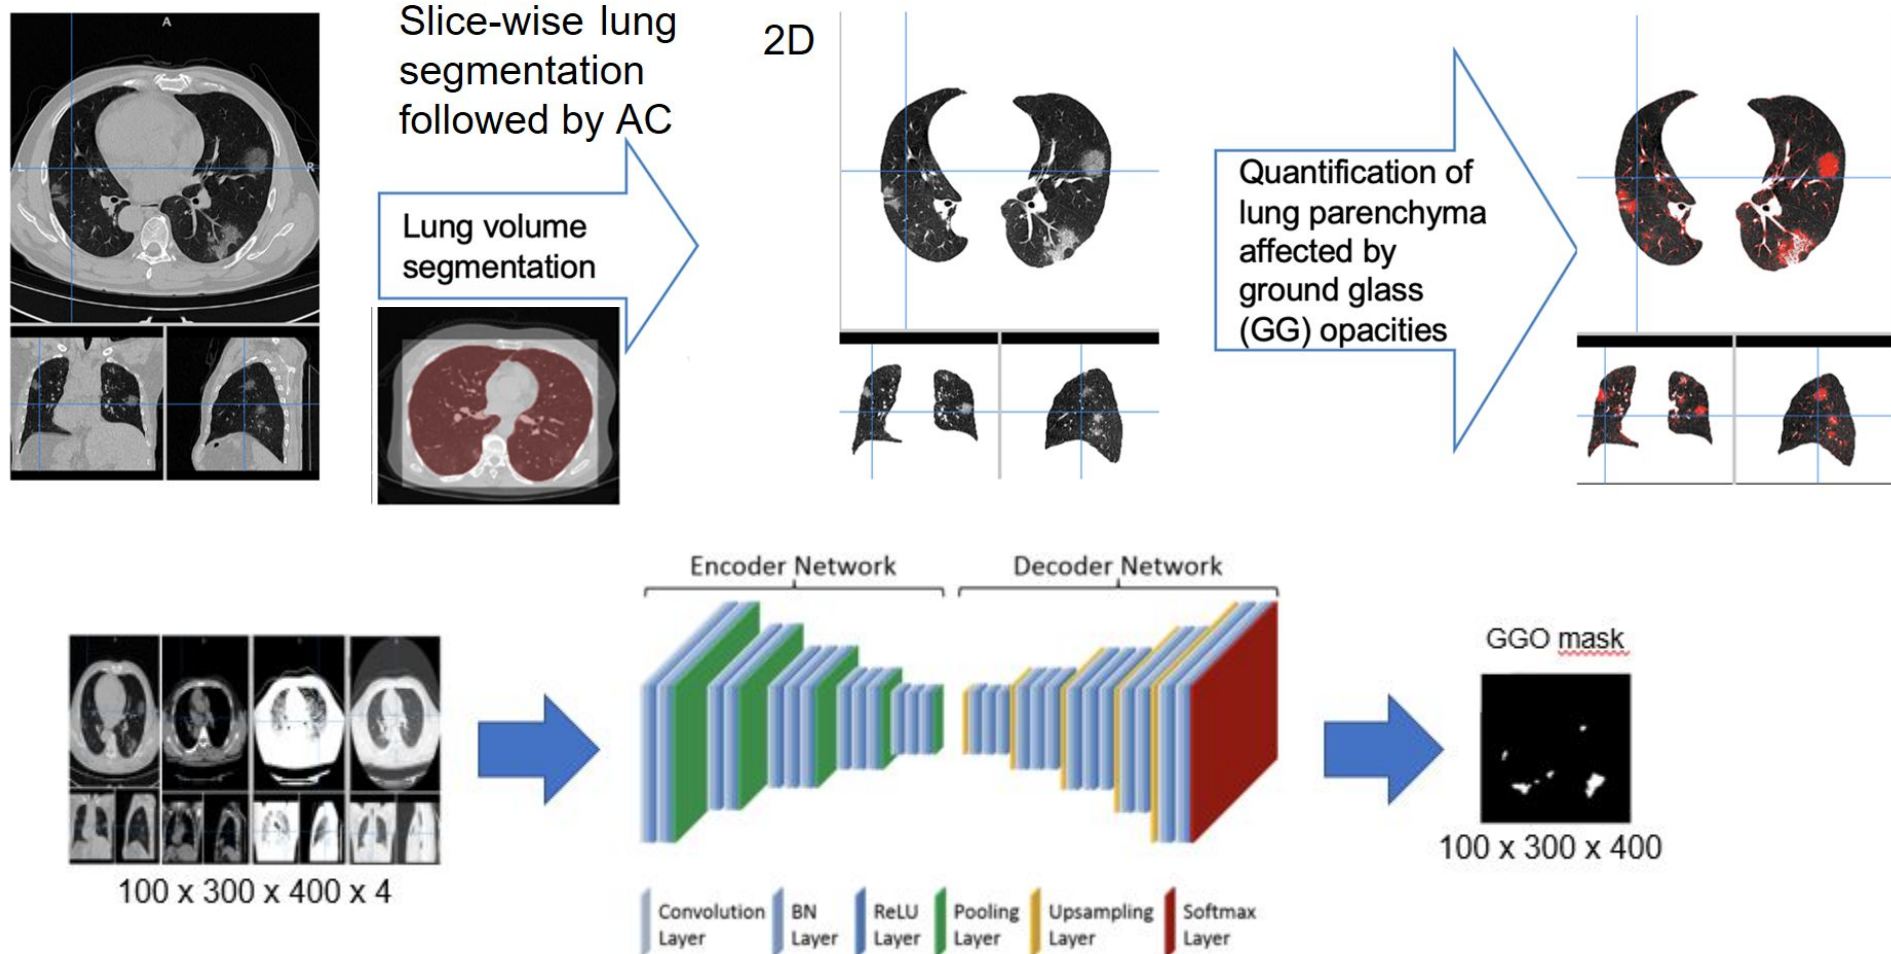 A
L
R
Slice-wise lung
segmentation
followed by AC
Lung volume
segmentation
2D
Quantification of
lung parenchyma
affected by
ground glass
(GG) opacities
Encoder Network
Decoder Network
100 x 300 x 400 x 4
GGO mask
100 x 300 x 400
Convolution
Layer
BN
Layer
ReLU
Layer
Pooling
Layer
Upsampling
Layer
Softmax
Layer